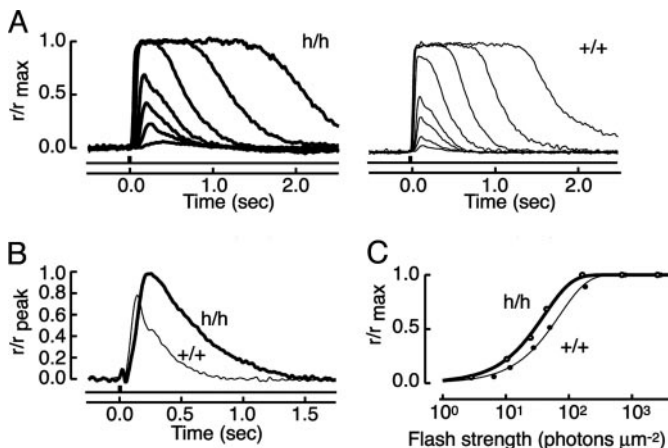 A
r/r max
1.0
0.5
0.0
h/h
0.0 1.0 2.0
Time (sec)
+/+
0.0 1.0 2.0
Time (sec)
B
r/r peak
1.0
0.8
0.6
0.4
0.2
0.0
h/h
+/+
0.0 0.5 1.0 1.5
Time (sec)
C
r/r max
1.0
0.5
0.0
h/h
+/+
10⁰ 10¹ 10² 10³
Flash strength (photons µm⁻²)